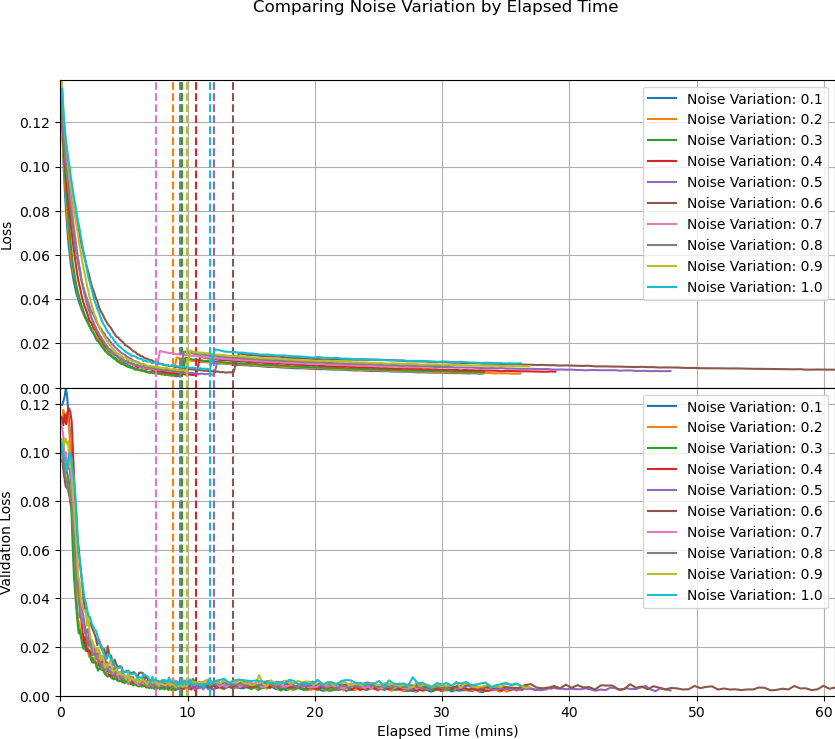 Comparing Noise Variation by Elapsed Time
Loss
0.12
0.10
0.08
0.06
0.04
0.02
0.00
Noise Variation: 0.1
Noise Variation: 0.2
Noise Variation: 0.3
Noise Variation: 0.4
Noise Variation: 0.5
Noise Variation: 0.6
Noise Variation: 0.7
Noise Variation: 0.8
Noise Variation: 0.9
Noise Variation: 1.0
Validation Loss
0.12
0.10
0.08
0.06
0.04
0.02
0.00
Noise Variation: 0.1
Noise Variation: 0.2
Noise Variation: 0.3
Noise Variation: 0.4
Noise Variation: 0.5
Noise Variation: 0.6
Noise Variation: 0.7
Noise Variation: 0.8
Noise Variation: 0.9
Noise Variation: 1.0
0 10 20 30 40 50 60
Elapsed Time (mins)